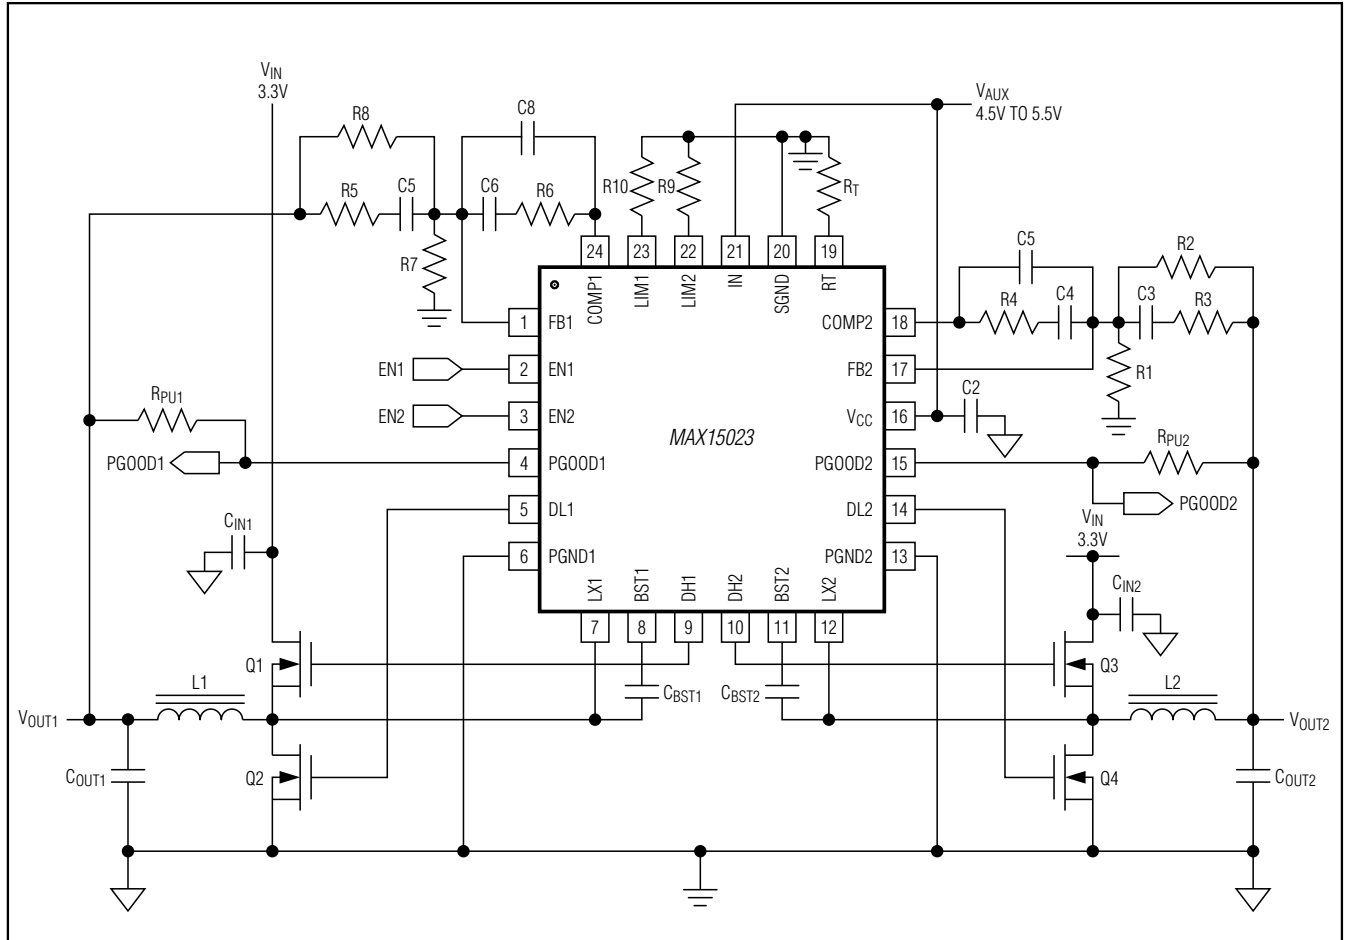 VIN
3.3V
R8
C8
VAUX
4.5V TO 5.5V
R5
C5
C6
R6
R10
R9
RT
R7
24
23
22
21
20
19
COMP1
LIM1
LIM2
IN
SGND
RT
C5
R2
R4
C4
C3
R3
R1
1
FB1
COMP2
18
EN1
2
EN1
FB2
17
EN2
3
EN2
VCC
16
C2
MAX15023
RPU1
PGOOD1
4
PGOOD1
PGOOD2
15
RPU2
PGOOD2
5
DL1
DL2
14
VIN
3.3V
CIN1
6
PGND1
PGND2
13
CIN2
LX1
BST1
DH1
DH2
BST2
LX2
7
8
9
10
11
12
Q1
Q3
L1
CBST1
CBST2
L2
VOUT1
VOUT2
COUT1
Q2
Q4
COUT2